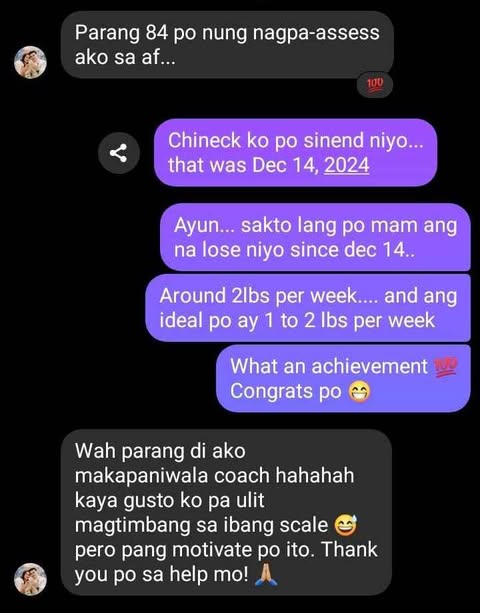 Parang 84 po nung nagpa-assess
ako sa af...
💯
Chineck ko po sinend niyo...
that was Dec 14, 2024
Ayun... sakto lang po mam ang
na lose niyo since dec 14..
Around 2lbs per week.... and ang
ideal po ay 1 to 2 lbs per week
What an achievement 💯
Congrats po 😁
Wah parang di ako
makapaniwala coach hahahah
kaya gusto ko pa ulit
magtimbang sa ibang scale 😅
pero pang motivate po ito. Thank
you po sa help mo! 🙏🏼